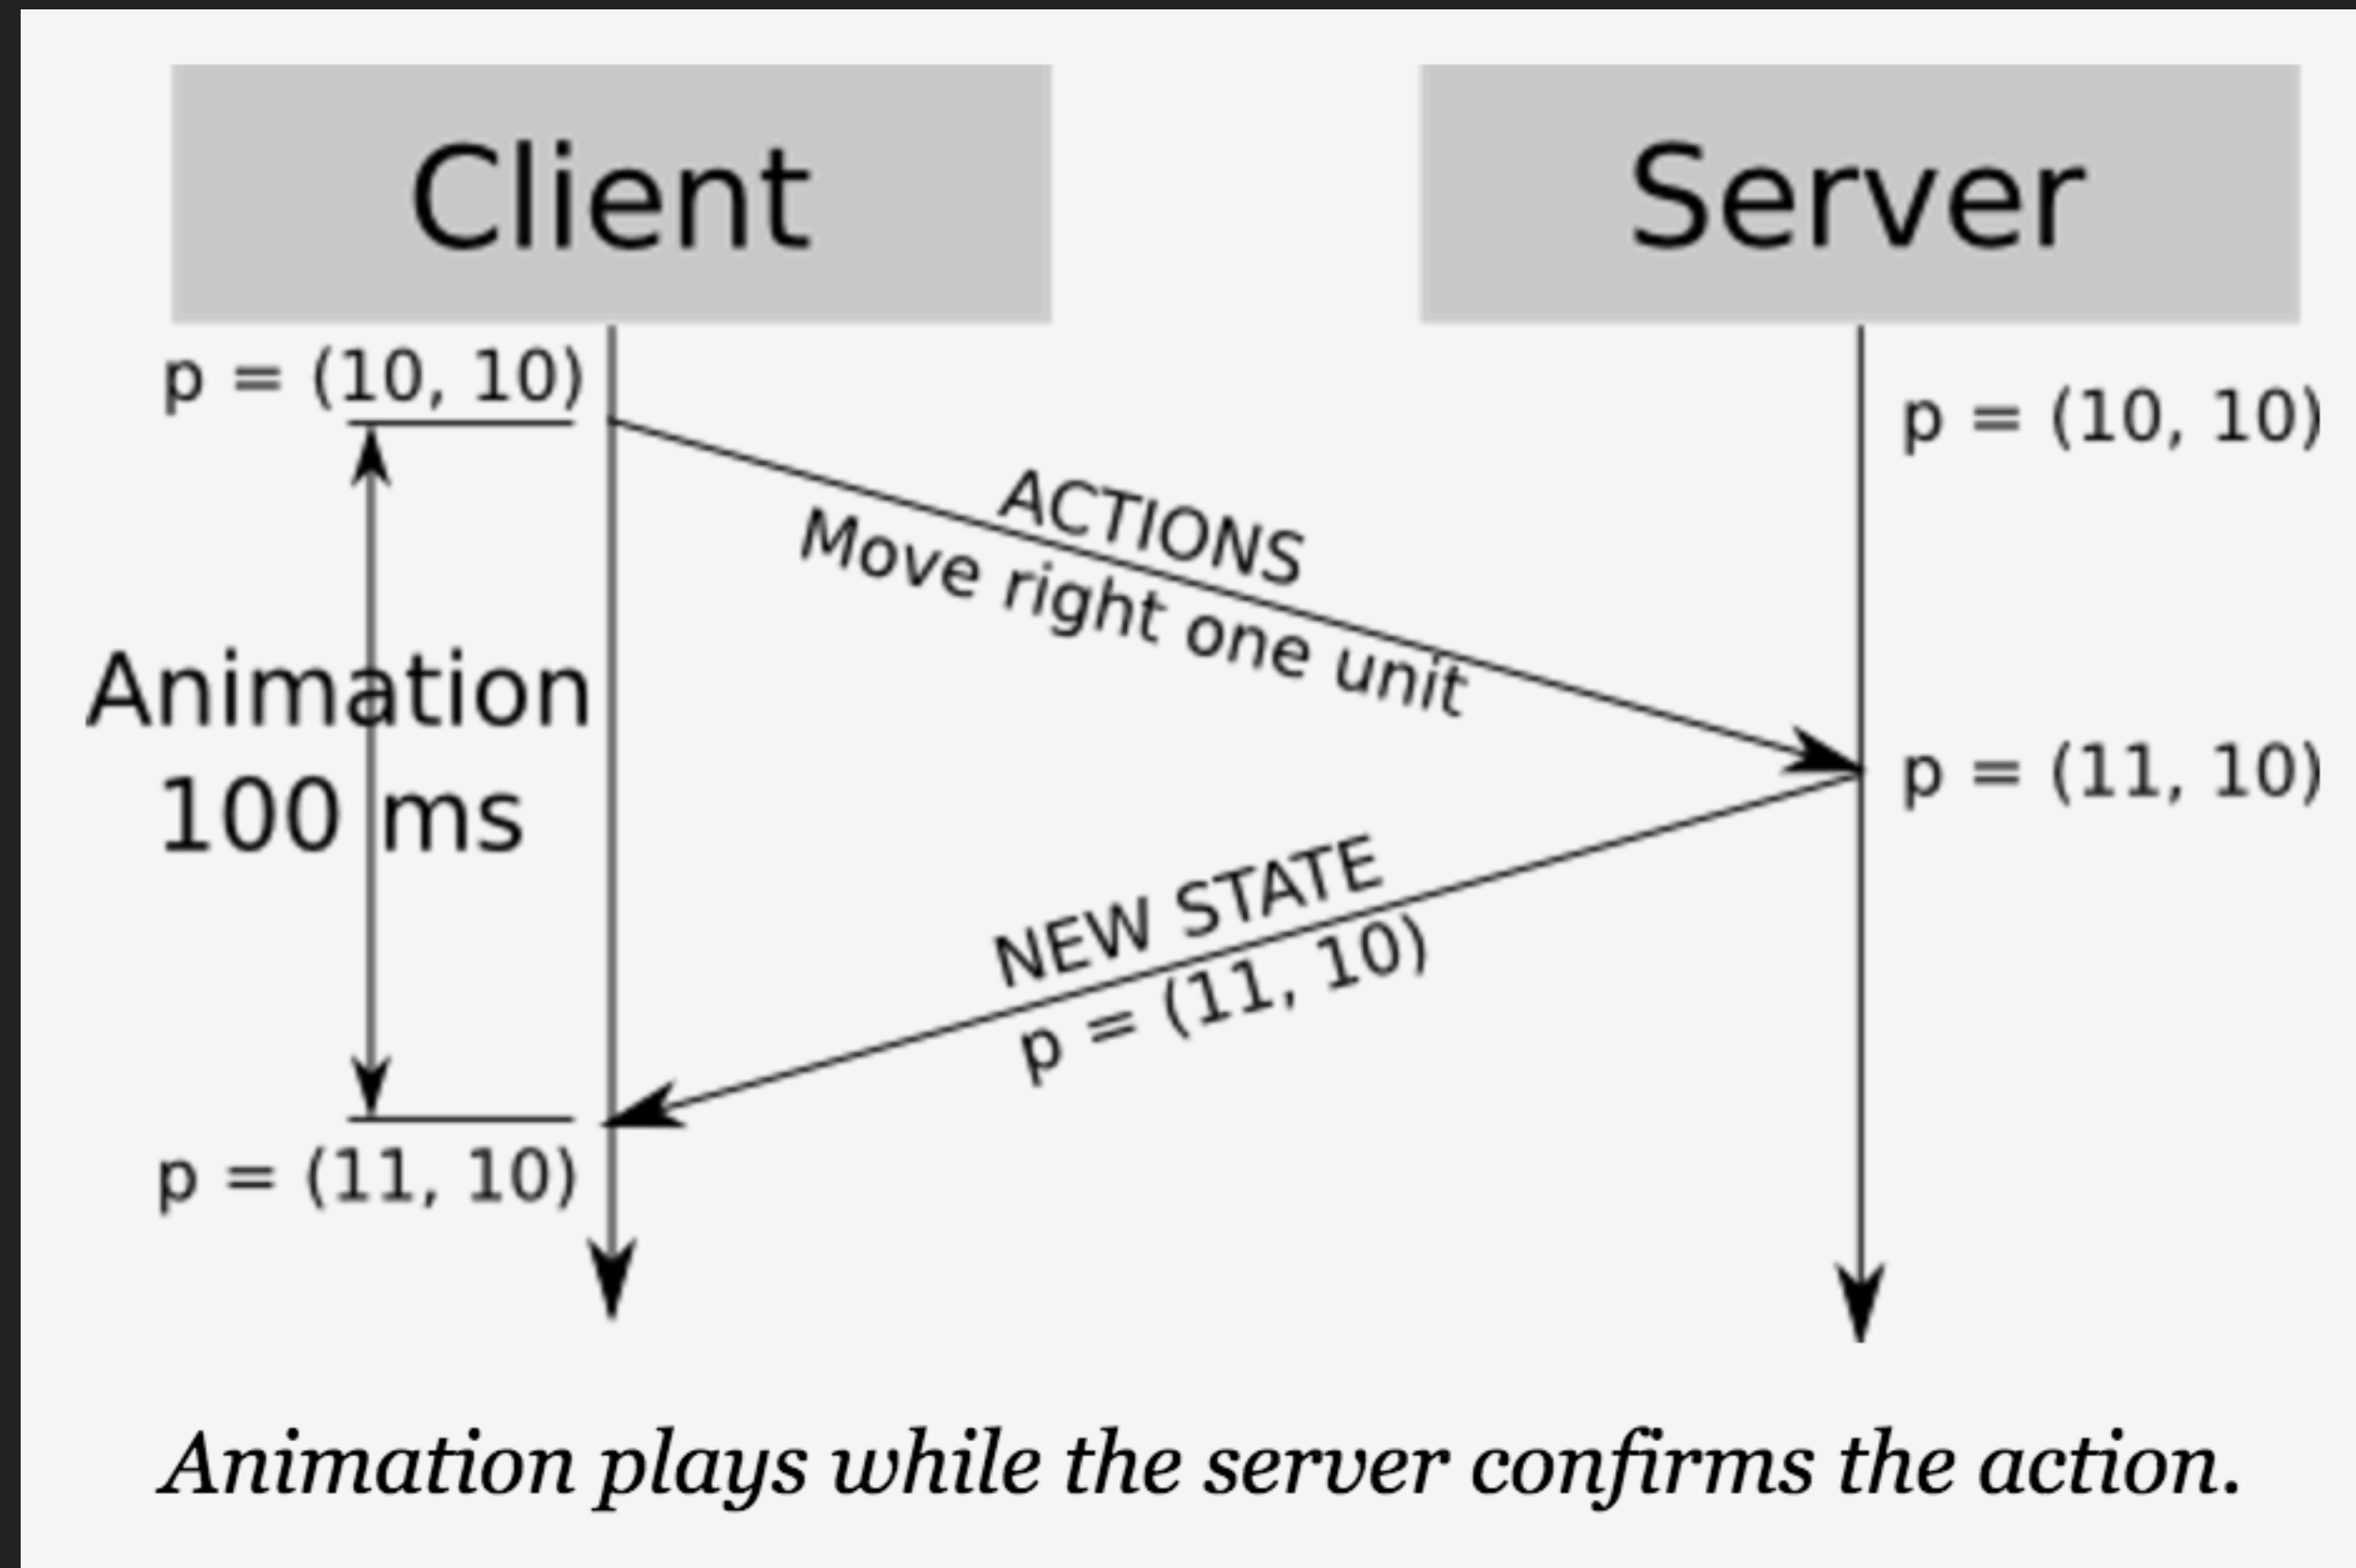 Client
Server
p = (10, 10)
p = (10, 10)
ACTIONS
Move right one unit
Animation
100 ms
p = (11, 10)
NEW STATE
p = (11, 10)
p = (11, 10)
Animation plays while the server confirms the action.